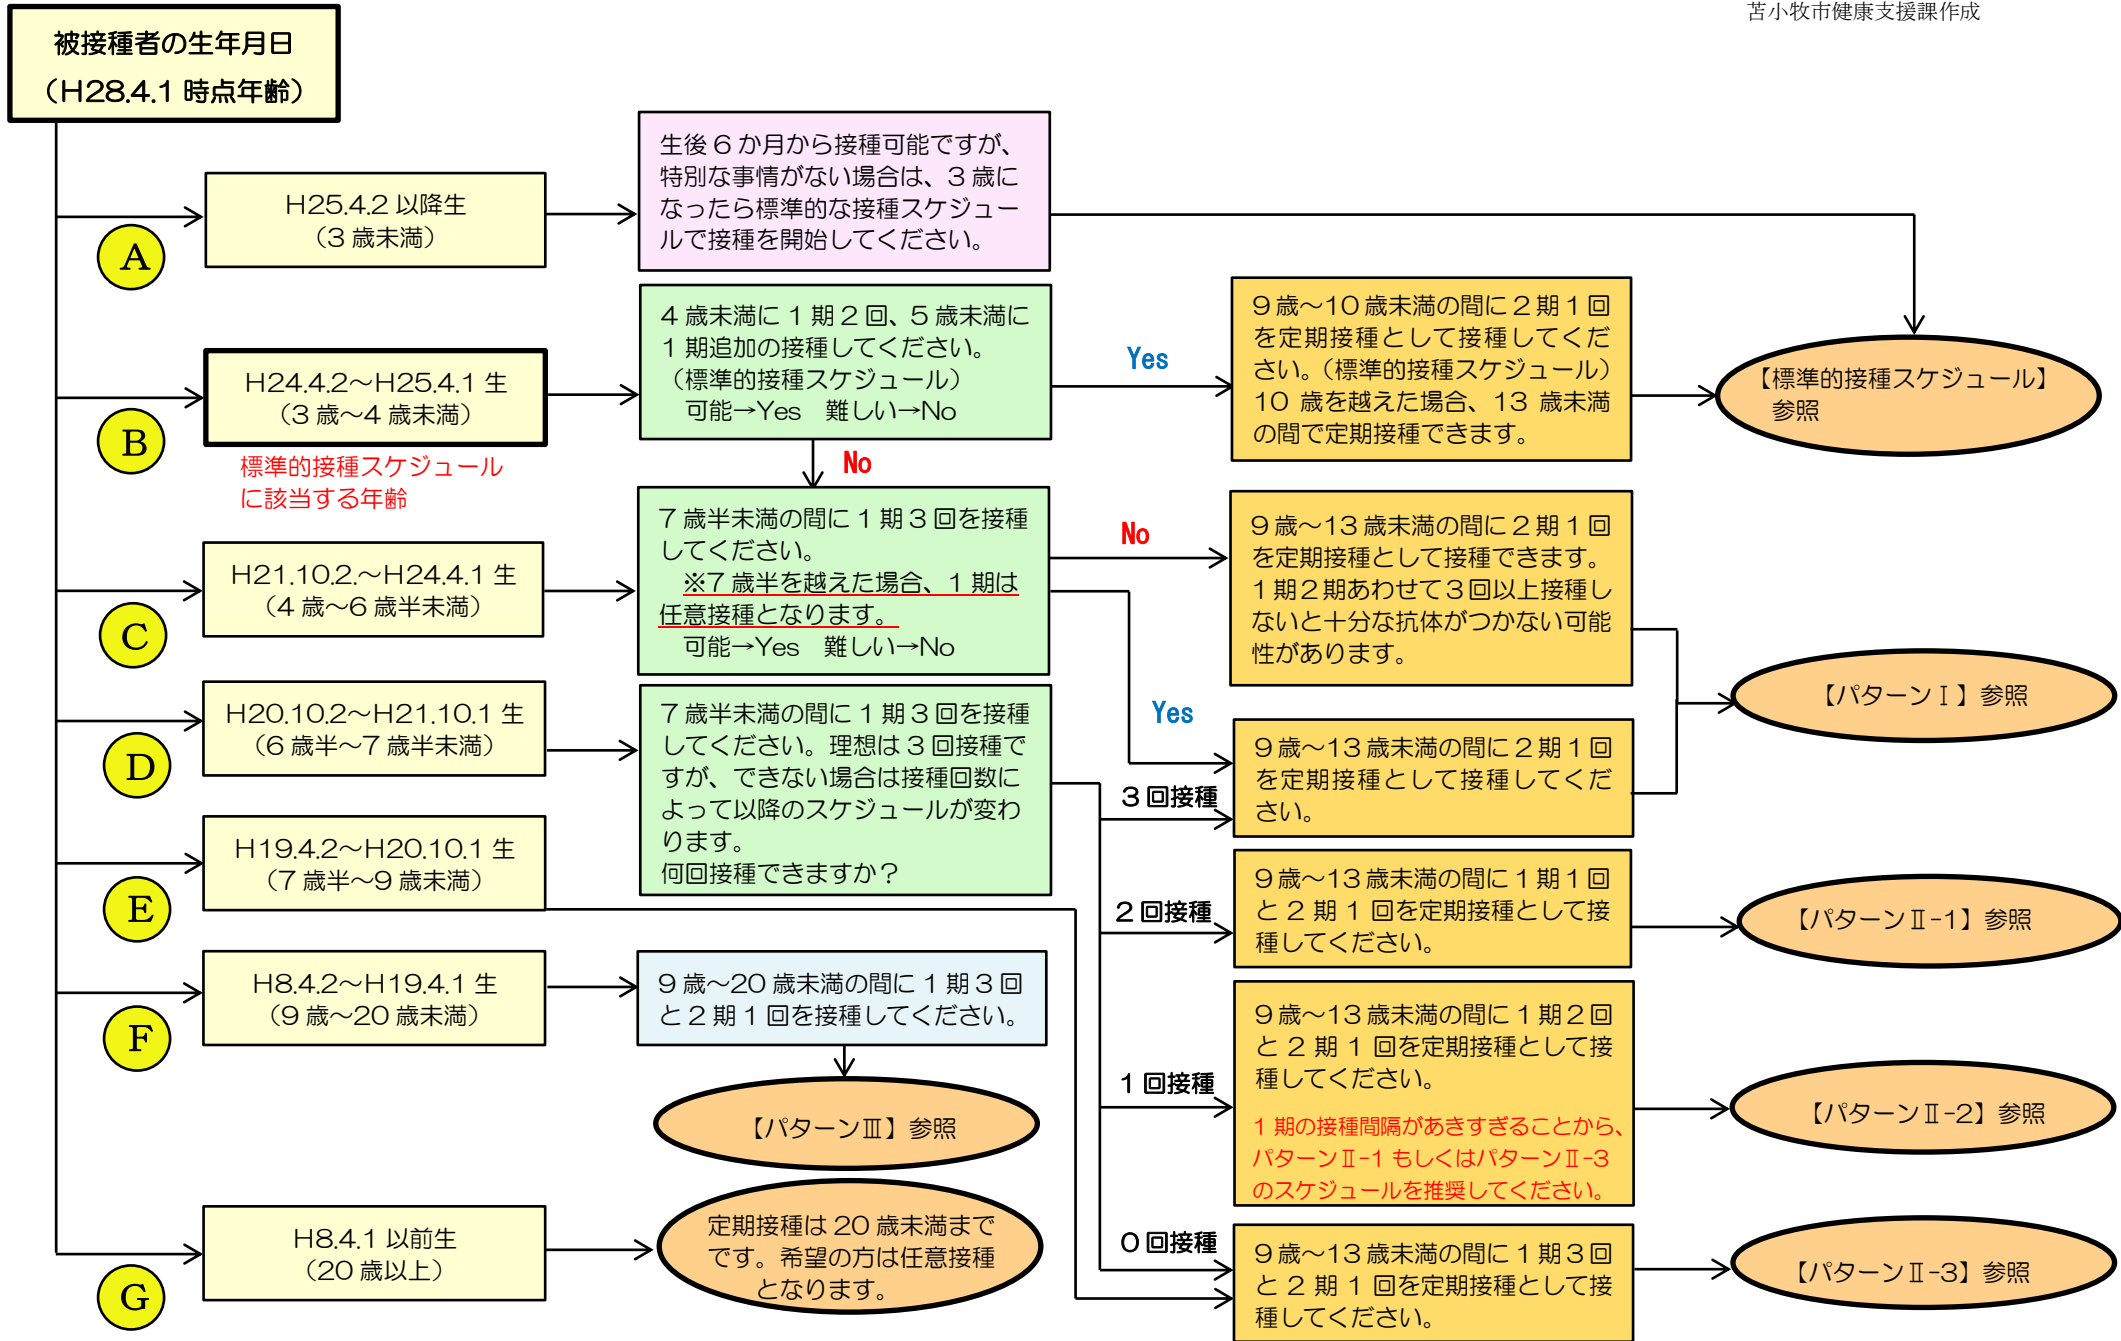 苫小牧市健康支援課作成
被接種者の生年月日
（H28.4.1 時点年齢）
A
H25.4.2 以降生
（3 歳未満）
生後 6 か月から接種可能ですが、
特別な事情がない場合は、3 歳に
なったら標準的な接種スケジュー
ルで接種を開始してください。
B
H24.4.2～H25.4.1 生
（3 歳～4 歳未満）
標準的接種スケジュール
に該当する年齢
4 歳未満に 1 期 2 回、5 歳未満に
1 期追加の接種してください。
（標準的接種スケジュール）
可能→Yes　難しい→No
Yes
No
9 歳～10 歳未満の間に 2 期 1 回
を定期接種として接種してくだ
さい。（標準的接種スケジュール）
10 歳を越えた場合、13 歳未満
の間で定期接種できます。
【標準的接種スケジュール】
参照
C
H21.10.2.～H24.4.1 生
（4 歳～6 歳半未満）
7 歳半未満の間に 1 期 3 回を接種
してください。
※7 歳半を越えた場合、1 期は
任意接種となります。
可能→Yes　難しい→No
No
Yes
9 歳～13 歳未満の間に 2 期 1 回
を定期接種として接種できます。
1 期 2 期あわせて 3 回以上接種し
ないと十分な抗体がつかない可能
性があります。
【パターンⅠ】参照
D
H20.10.2～H21.10.1 生
（6 歳半～7 歳半未満）
7 歳半未満の間に 1 期 3 回を接種
してください。理想は 3 回接種で
すが、できない場合は接種回数に
よって以降のスケジュールが変わ
ります。
何回接種できますか？
3 回接種
9 歳～13 歳未満の間に 2 期 1 回
を定期接種として接種してくだ
さい。
E
H19.4.2～H20.10.1 生
（7 歳半～9 歳未満）
2 回接種
9 歳～13 歳未満の間に 1 期 1 回
と 2 期 1 回を定期接種として接
種してください。
【パターンⅡ-1】参照
F
H8.4.2～H19.4.1 生
（9 歳～20 歳未満）
9 歳～20 歳未満の間に 1 期 3 回
と 2 期 1 回を接種してください。
【パターンⅢ】参照
1 回接種
9 歳～13 歳未満の間に 1 期 2 回
と 2 期 1 回を定期接種として接
種してください。
1 期の接種間隔があきすぎることから、
パターンⅡ-1 もしくはパターンⅡ-3
のスケジュールを推奨してください。
【パターンⅡ-2】参照
G
H8.4.1 以前生
（20 歳以上）
定期接種は 20 歳未満まで
です。希望の方は任意接種
となります。
0 回接種
9 歳～13 歳未満の間に 1 期 3 回
と 2 期 1 回を定期接種として接
種してください。
【パターンⅡ-3】参照